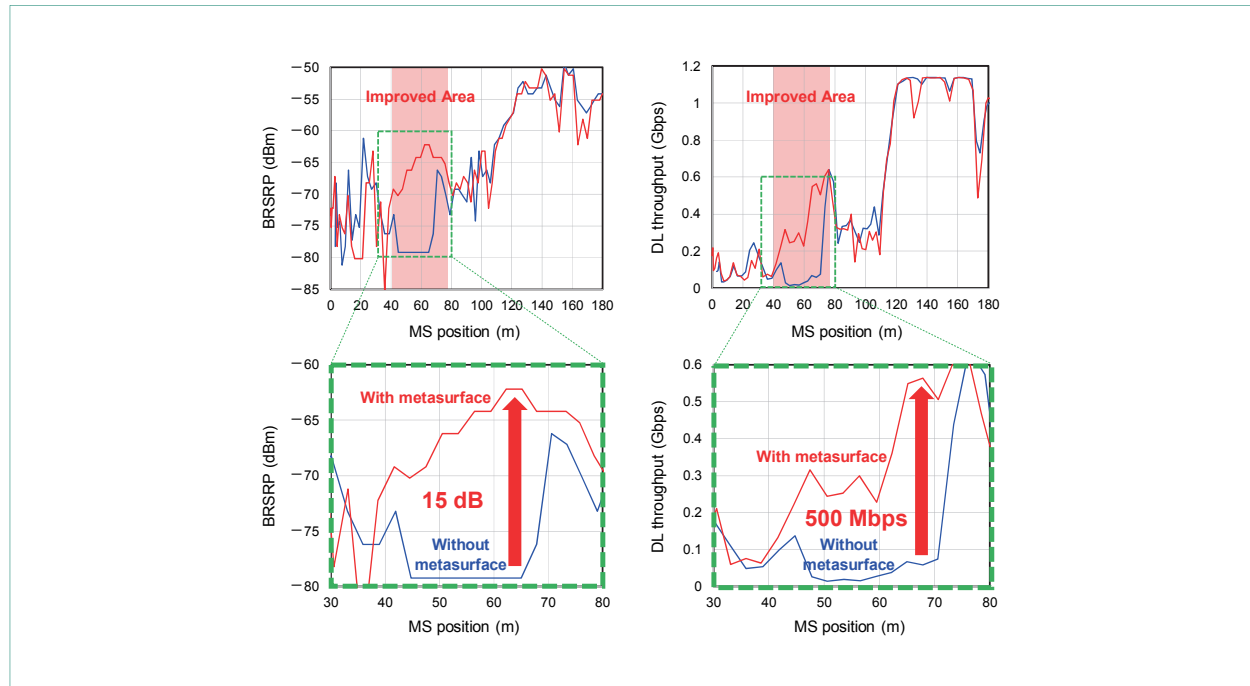 −50
−55
−60
−65
−70
−75
−80
−85
BRSRP (dBm)
Improved Area
0 20 40 60 80 100 120 140 160 180
MS position (m)
1.2
1
0.8
0.6
0.4
0.2
0
DL throughput (Gbps)
Improved Area
0 20 40 60 80 100 120 140 160 180
MS position (m)
−60
−65
−70
−75
−80
BRSRP (dBm)
With metasurface
15 dB
Without
metasurface
30 40 50 60 70 80
MS position (m)
0.6
0.5
0.4
0.3
0.2
0.1
0
DL throughput (Gbps)
With metasurface
500 Mbps
Without
metasurface
30 40 50 60 70 80
MS position (m)